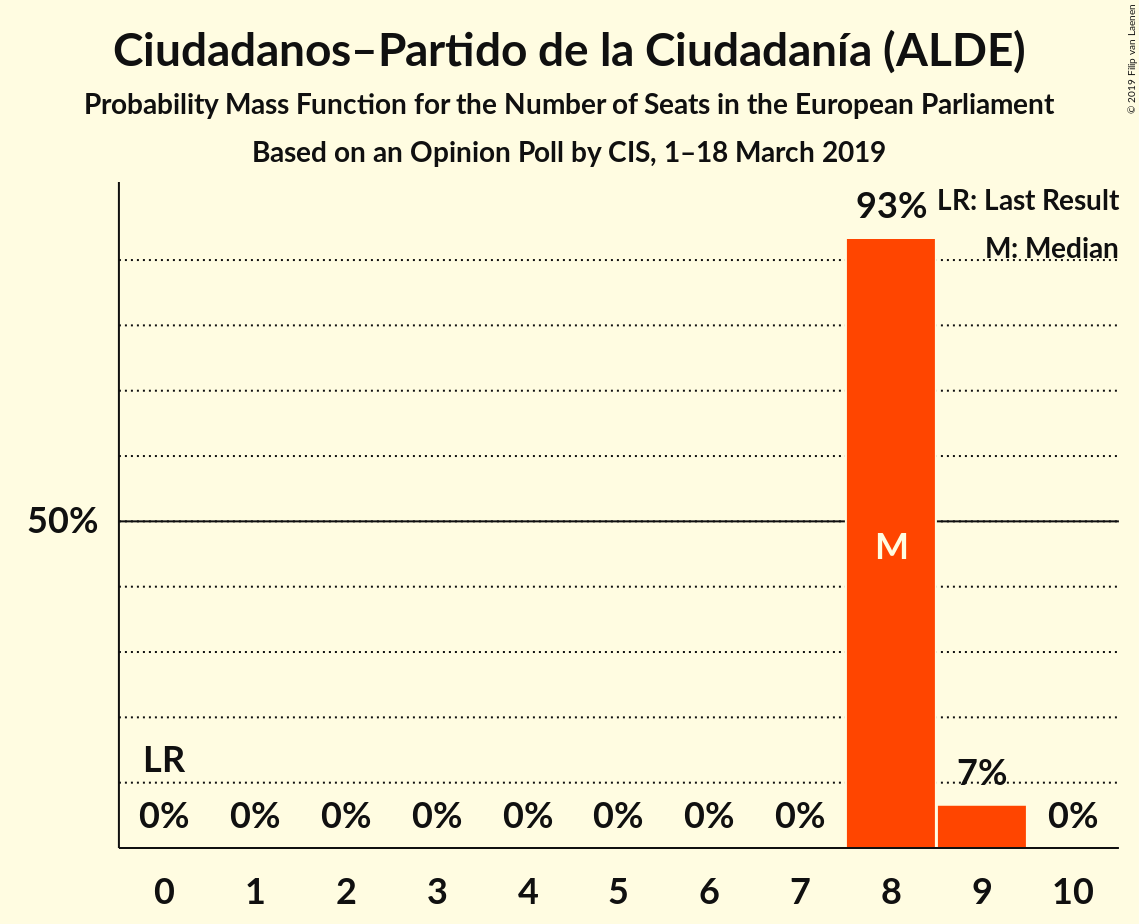 Ciudadanos–Partido de la Ciudadanía (ALDE)
Probability Mass Function for the Number of Seats in the European Parliament
Based on an Opinion Poll by CIS, 1–18 March 2019
© 2019 Filip van Laenen
93%
LR: Last Result
M: Median
50%
M
LR
7%
0% 0% 0% 0% 0% 0% 0% 0% 0%
0 1 2 3 4 5 6 7 8 9 10